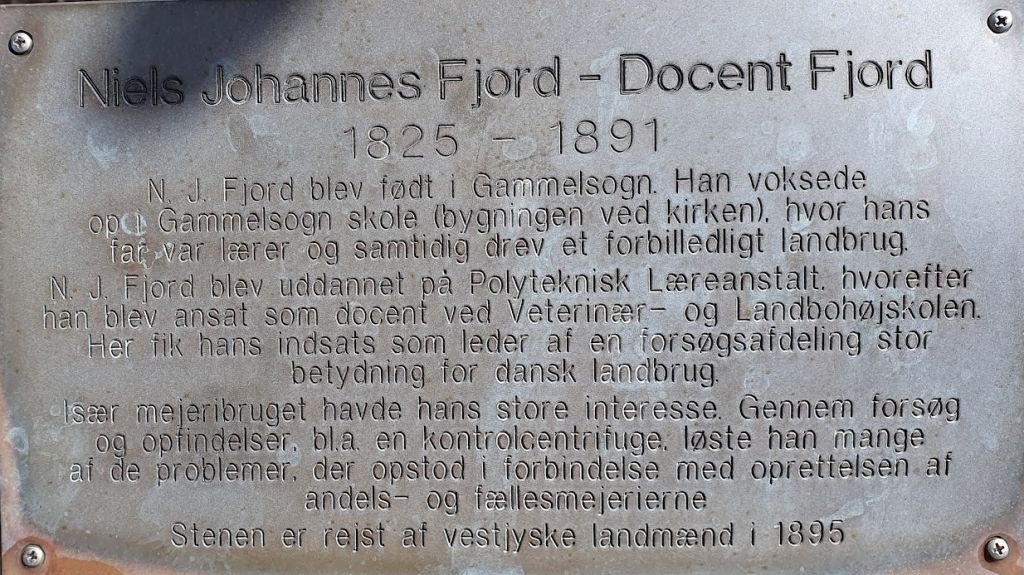 Niels Johannes Fjord - Docent Fjord
1825 - 1891
N. J. Fjord blev født i Gammelsogn. Han voksede
op i Gammelsogn skole (bygningen ved kirken), hvor hans
far var lærer og samtidig drev et forbilledligt landbrug.
N. J. Fjord blev uddannet på Polyteknisk Læreanstalt, hvorefter
han blev ansat som docent ved Veterinær- og Landbohøjskolen.
Her fik hans indsats som leder af en forsøgsafdeling stor
betydning for dansk landbrug.
Især mejeribruget havde hans store interesse. Gennem forsøg
og opfindelser, bl.a. en kontrolcentrifuge, løste han mange
af de problemer, der opstod i forbindelse med oprettelsen af
andels- og fællesmejerierne
Stenen er rejst af vestjyske landmænd i 1895